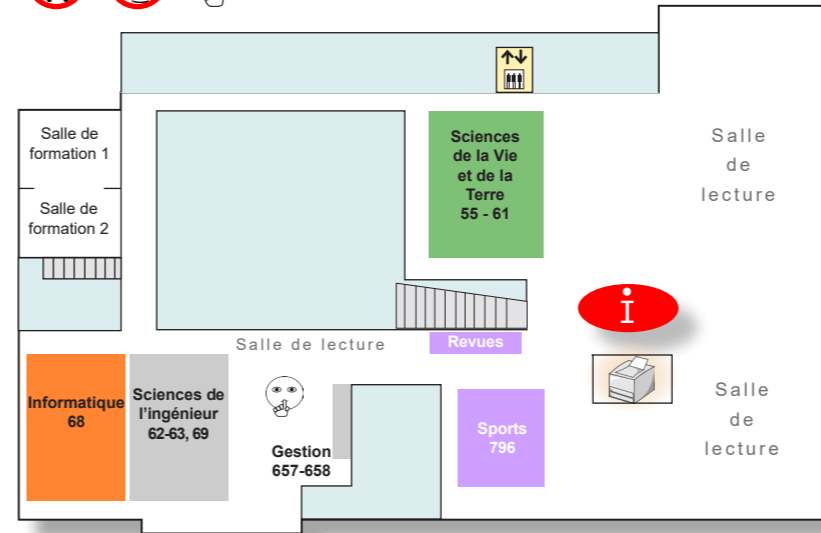 Salle de
formation 1
Salle de
formation 2
Sciences
de la Vie
et de la
Terre
55 - 61
Salle
de
lecture
i
Salle de lecture
Revues
Informatique
68
Sciences de
l'ingénieur
62-63, 69
Gestion
657-658
Sports
796
Salle
de
lecture